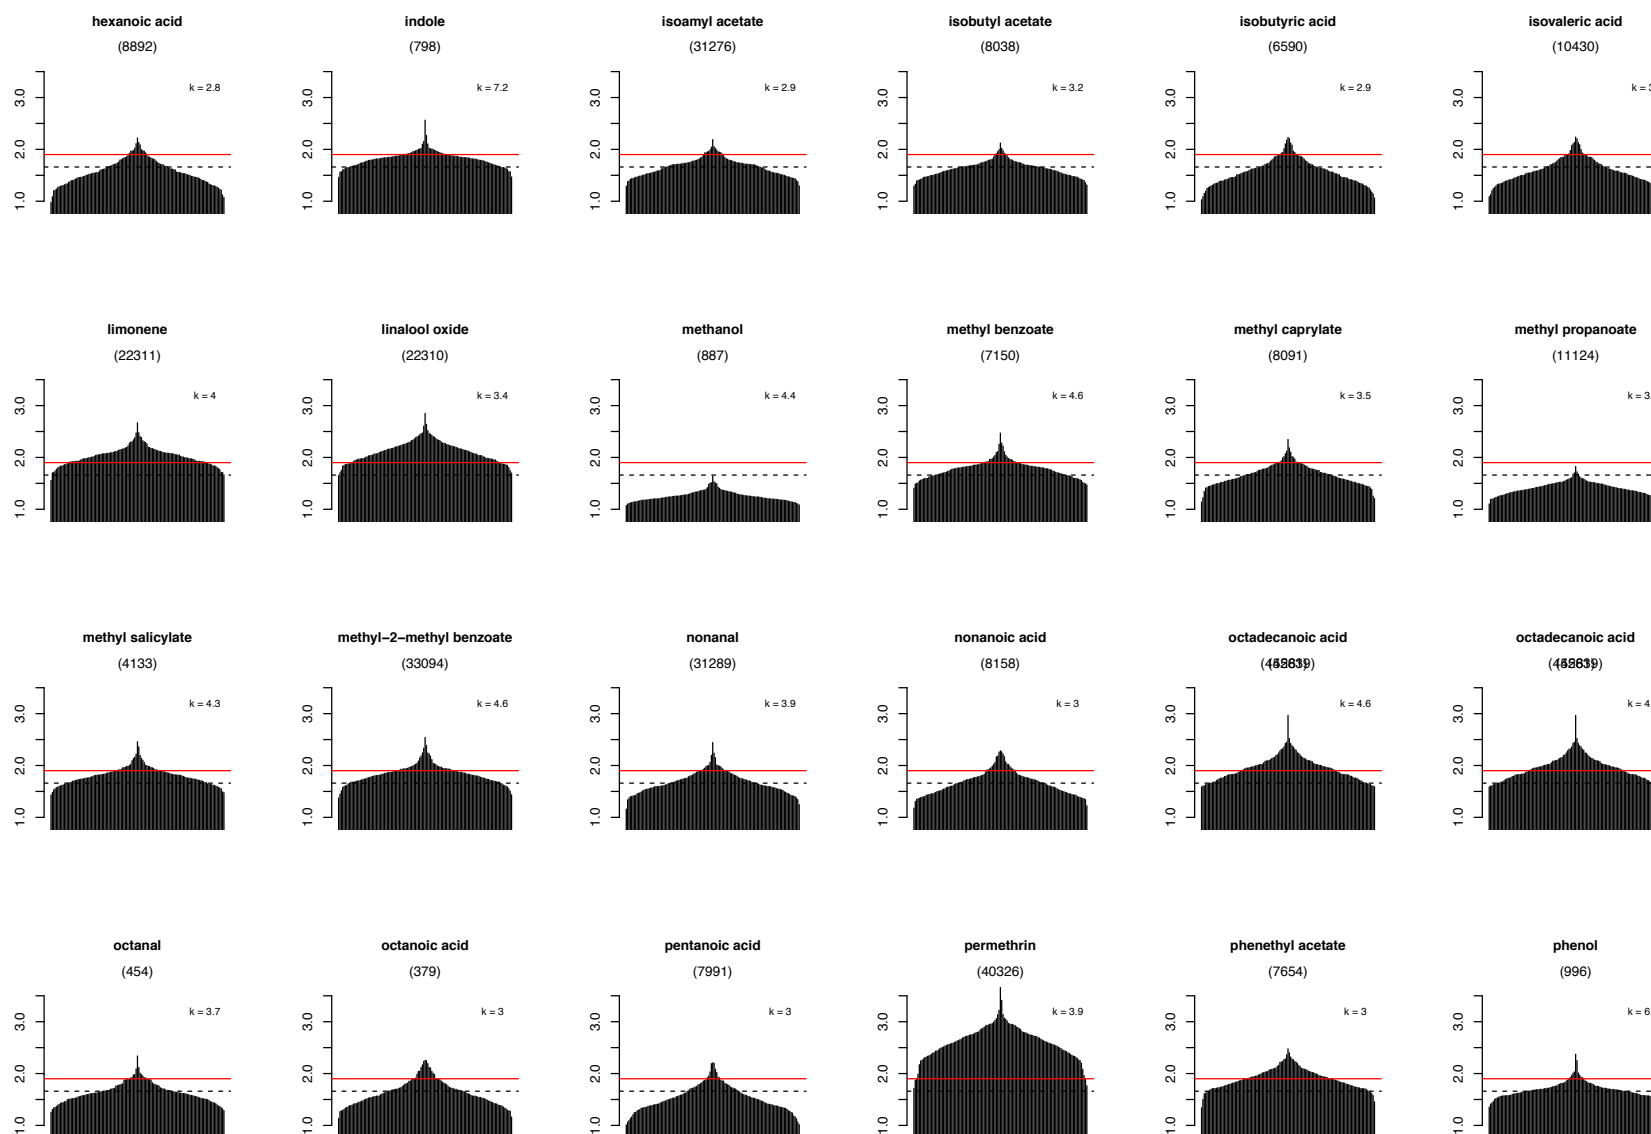 hexanoic acid indole isoamyl acetate isobutyl acetate isobutyric acid isovaleric acid
(8892) (798) (31276) (8038) (6590) (10430)
k = 2.8 k = 7.2 k = 2.9 k = 3.2 k = 2.9 k = 3
3.0 3.0 3.0 3.0 3.0 3.0
2.0 2.0 2.0 2.0 2.0 2.0
1.0 1.0 1.0 1.0 1.0 1.0
limonene linalool oxide methanol methyl benzoate methyl caprylate methyl propanoate
(22311) (22310) (887) (7150) (8091) (11124)
k = 4 k = 3.4 k = 4.4 k = 4.6 k = 3.5 k = 3.
3.0 3.0 3.0 3.0 3.0 3.0
2.0 2.0 2.0 2.0 2.0 2.0
1.0 1.0 1.0 1.0 1.0 1.0
methyl salicylate methyl−2−methyl benzoate nonanal nonanoic acid octadecanoic acid octadecanoic acid
(4133) (33094) (31289) (8158)
k = 4.3 k = 4.6 k = 3.9 k = 3 k = 4.6 k = 4.
3.0 3.0 3.0 3.0 3.0 3.0
2.0 2.0 2.0 2.0 2.0 2.0
1.0 1.0 1.0 1.0 1.0 1.0
octanal octanoic acid pentanoic acid permethrin phenethyl acetate phenol
(454) (379) (7991) (40326) (7654) (996)
k = 3.7 k = 3 k = 3 k = 3.9 k = 3 k = 6.
3.0 3.0 3.0 3.0 3.0 3.0
2.0 2.0 2.0 2.0 2.0 2.0
1.0 1.0 1.0 1.0 1.0 1.0